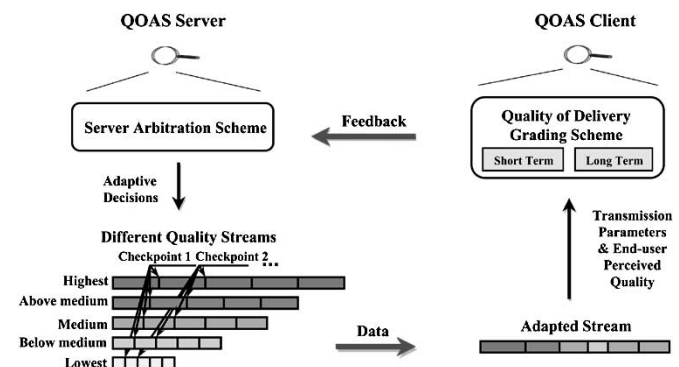 QOAS Server
QOAS Client
Server Arbitration Scheme
Feedback
Quality of Delivery
Grading Scheme
Short Term
Long Term
Adaptive
Decisions
Transmission
Parameters
& End-user
Perceived
Quality
Different Quality Streams
Checkpoint 1 Checkpoint 2 ...
Highest
Above medium
Medium
Below medium
Lowest
Data
Adapted Stream